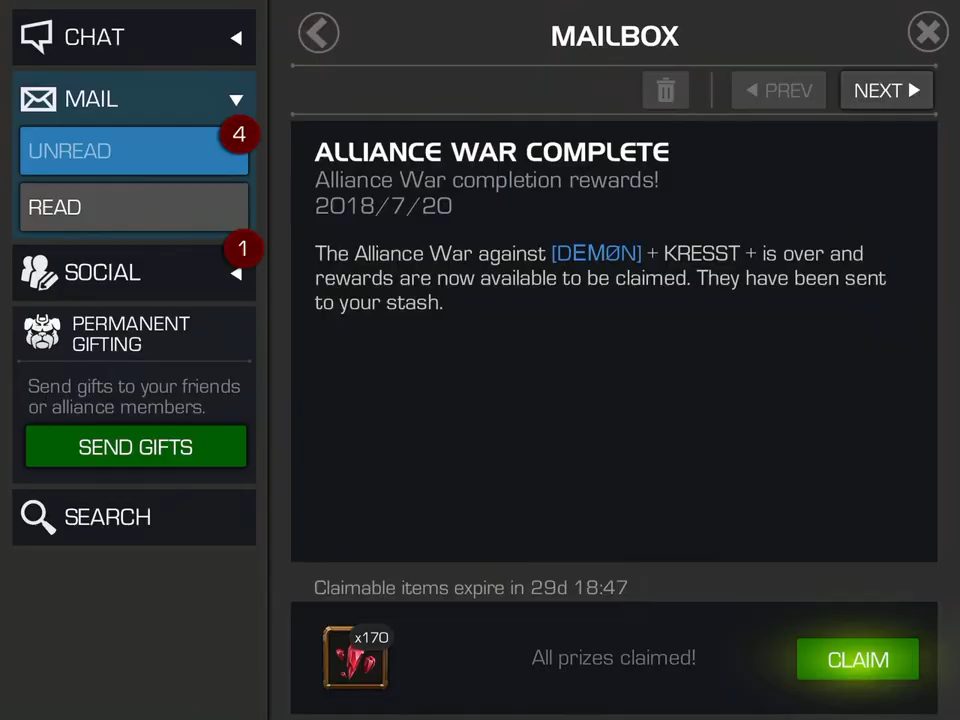 CHAT
MAIL
4
UNREAD
READ
1
SOCIAL
PERMANENT
GIFTING
Send gifts to your friends
or alliance members.
SEND GIFTS
SEARCH
MAILBOX
PREV
NEXT
ALLIANCE WAR COMPLETE
Alliance War completion rewards!
2018/7/20
The Alliance War against [DEMØN] + KRESST + is over and
rewards are now available to be claimed. They have been sent
to your stash.
Claimable items expire in 29d 18:47
x170
All prizes claimed!
CLAIM